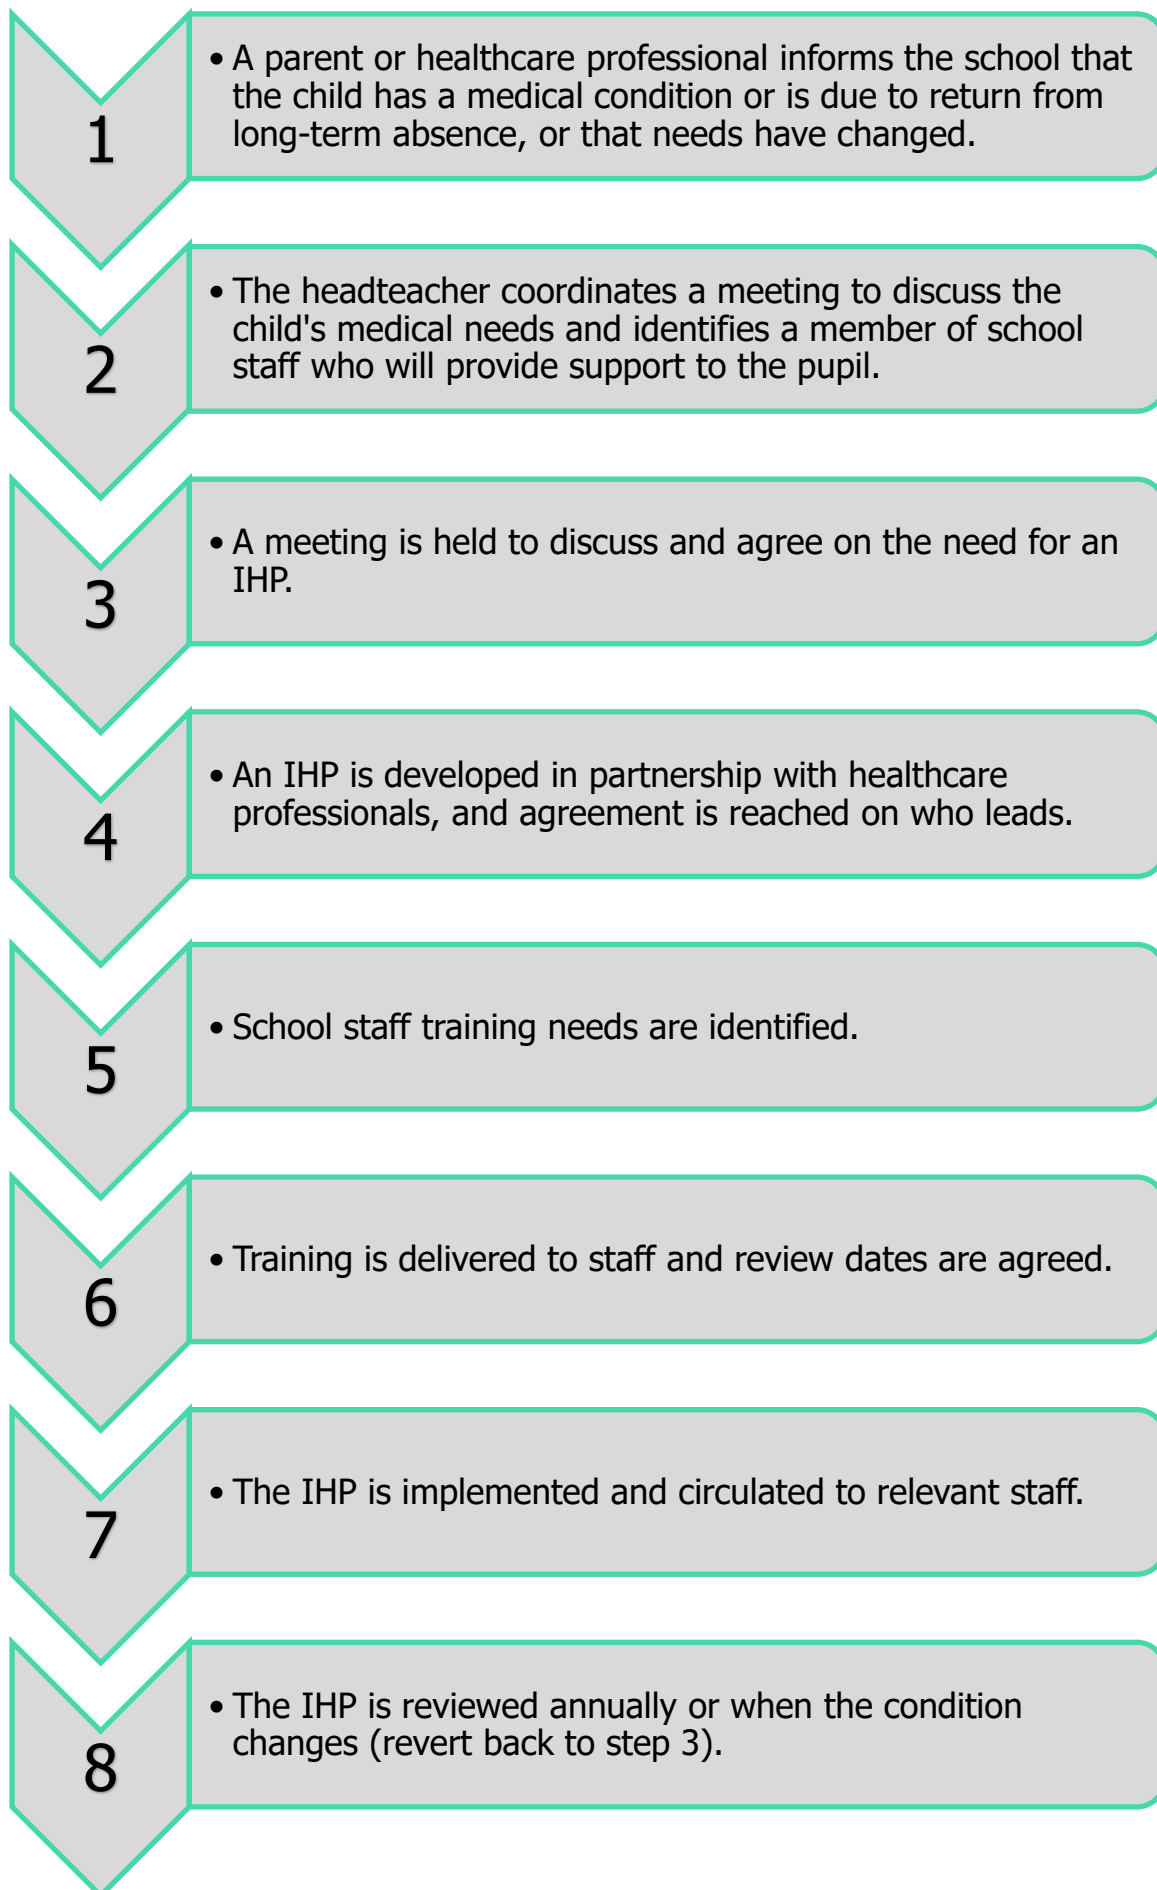 1
• A parent or healthcare professional informs the school that
the child has a medical condition or is due to return from
long-term absence, or that needs have changed.
2
• The headteacher coordinates a meeting to discuss the
child's medical needs and identifies a member of school
staff who will provide support to the pupil.
3
• A meeting is held to discuss and agree on the need for an
IHP.
4
• An IHP is developed in partnership with healthcare
professionals, and agreement is reached on who leads.
5
• School staff training needs are identified.
6
• Training is delivered to staff and review dates are agreed.
7
• The IHP is implemented and circulated to relevant staff.
8
• The IHP is reviewed annually or when the condition
changes (revert back to step 3).